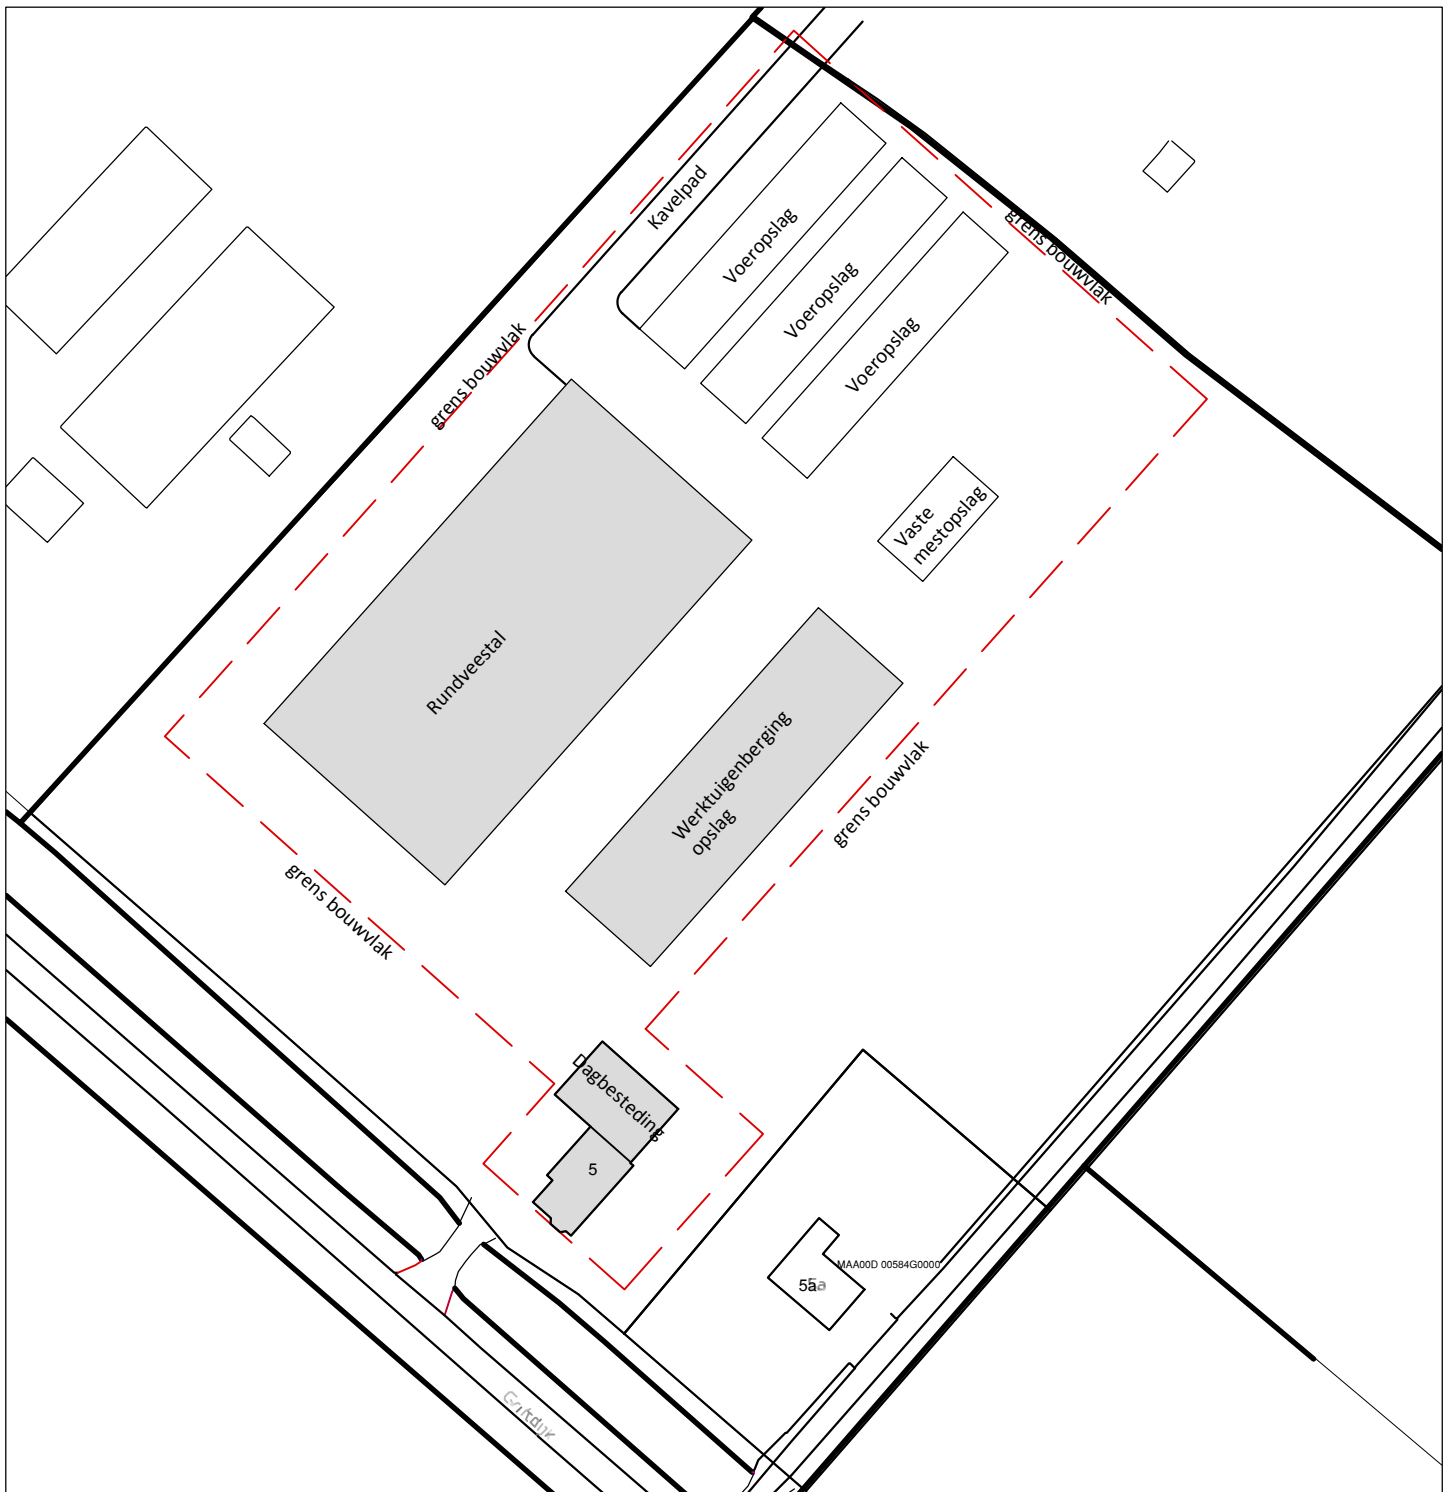 Kavelpad
Voeropslag
grens bouwvlak
Voeropslag
grens bouwvlak
Voeropslag
Vaste
mestopslag
Rundveestal
Werktuigenberging
opslag
grens bouwvlak
grens bouwvlak
Dagbesteding
5
MAA00D 00584G0000
5a
5a